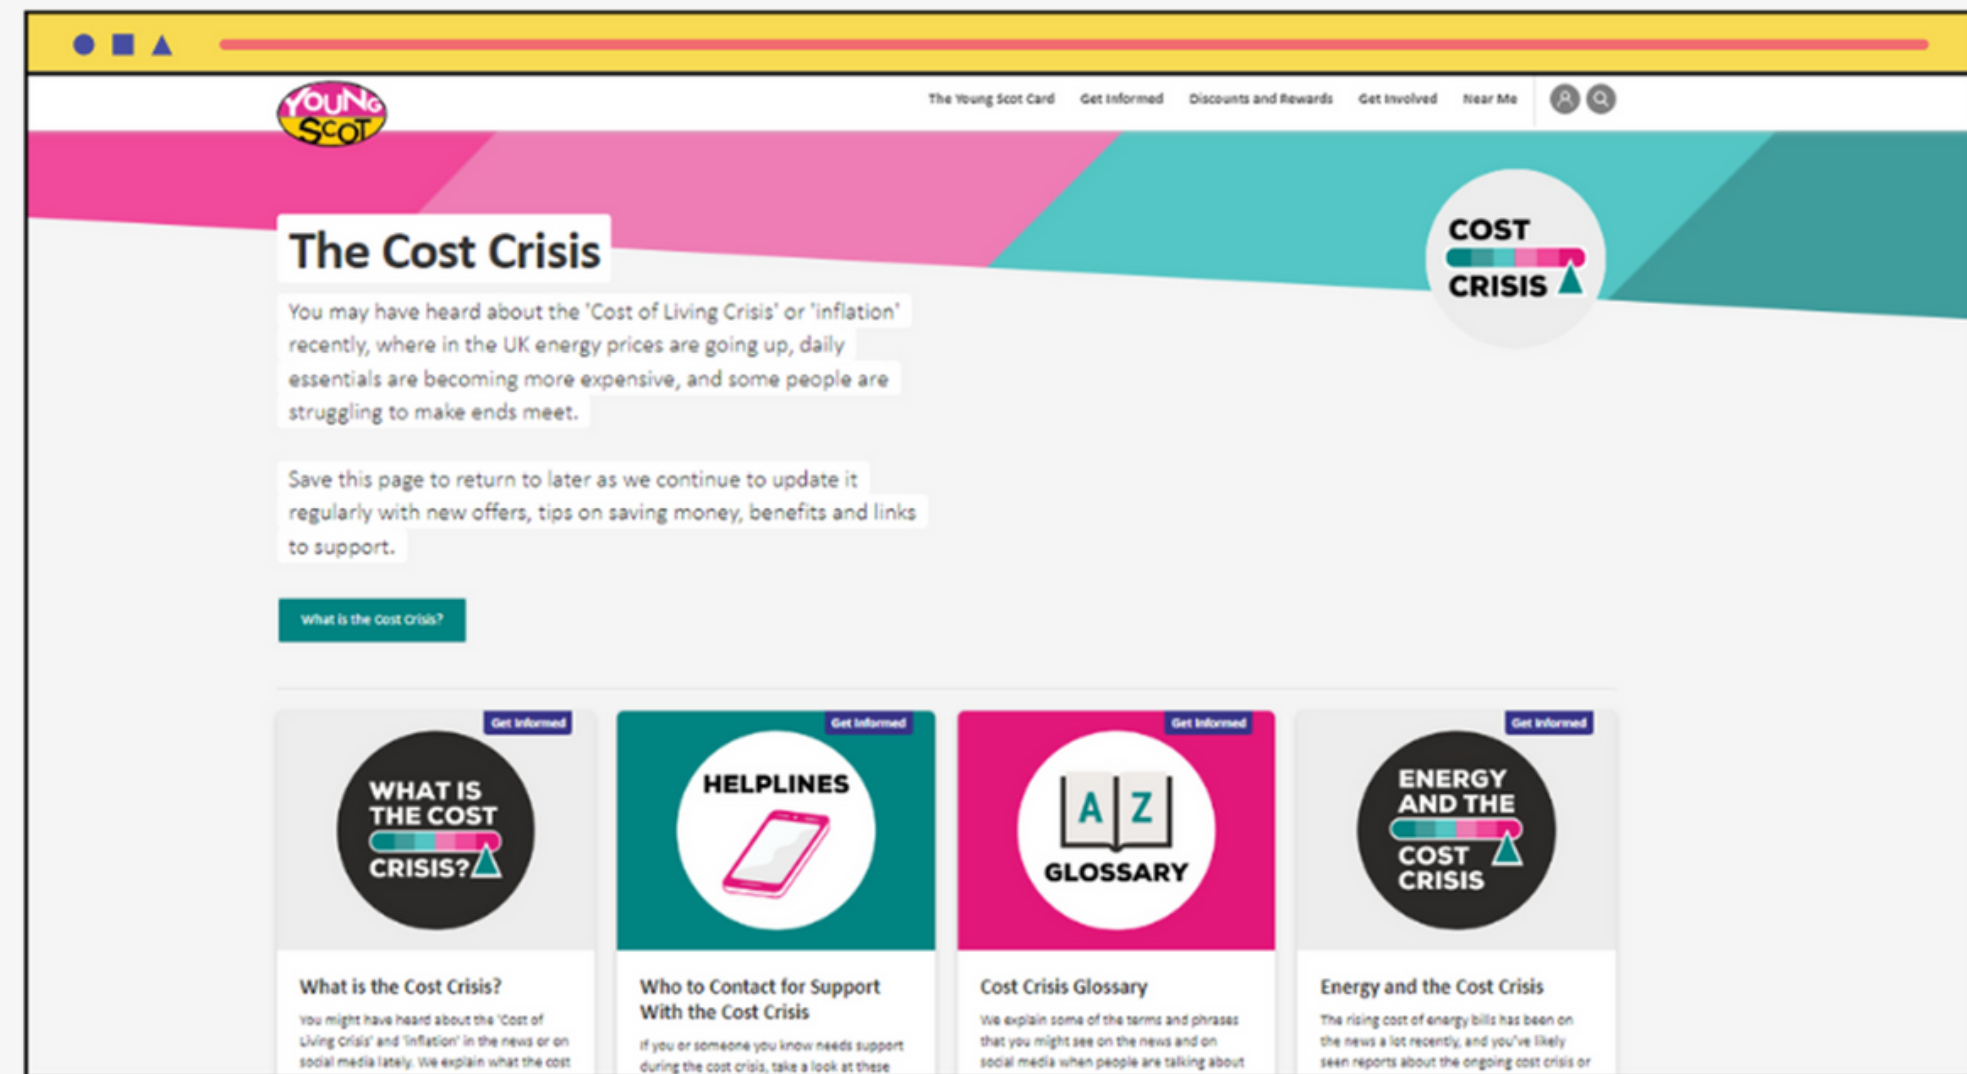 YOUNG
SCOT
The Young Scot Card Get Informed Discounts and Rewards Get Involved Near Me
The Cost Crisis
COST
CRISIS
You may have heard about the 'Cost of Living Crisis' or 'inflation'
recently, where in the UK energy prices are going up, daily
essentials are becoming more expensive, and some people are
struggling to make ends meet.
Save this page to return to later as we continue to update it
regularly with new offers, tips on saving money, benefits and links
to support.
What is the Cost Crisis?
Get Informed
WHAT IS
THE COST
CRISIS?
What is the Cost Crisis?
You might have heard about the 'Cost of
Living Crisis' and 'inflation' in the news or on
social media lately. We explain what the cost
Get Informed
HELPLINES
Who to Contact for Support
With the Cost Crisis
If you or someone you know needs support
during the cost crisis, take a look at these
Get Informed
A Z
GLOSSARY
Cost Crisis Glossary
We explain some of the terms and phrases
that you might see on the news and on
social media when people are talking about
Get Informed
ENERGY
AND THE
COST
CRISIS
Energy and the Cost Crisis
The rising cost of energy bills has been on
the news a lot recently, and you've likely
seen reports about the ongoing cost crisis or